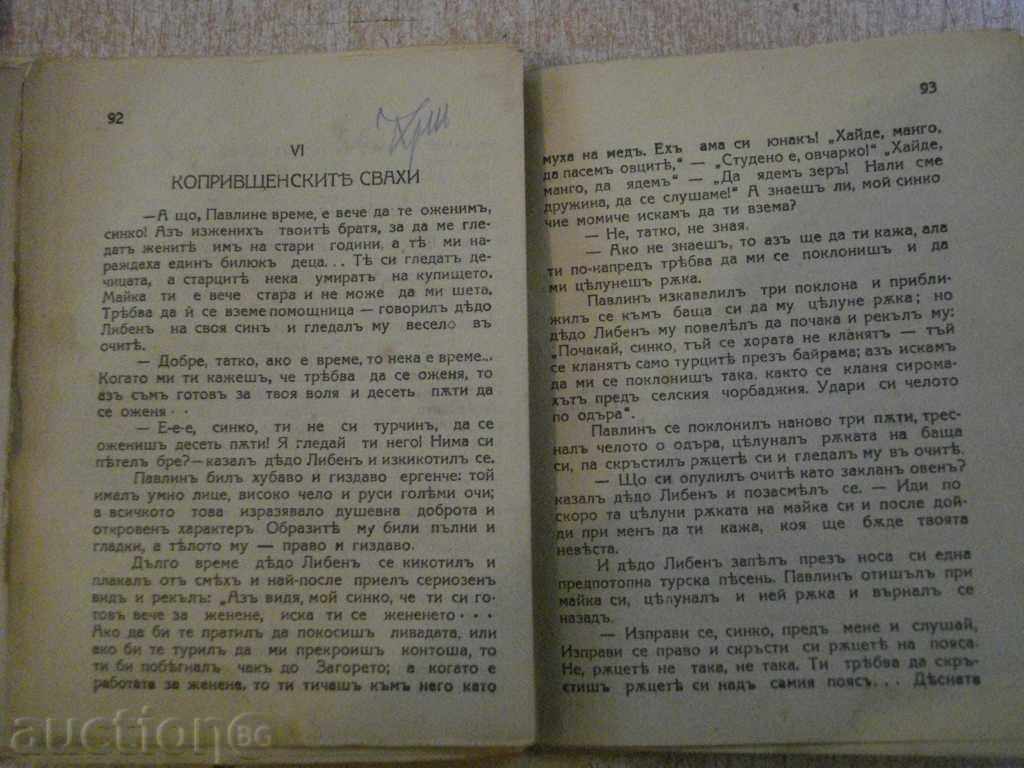 92
VI
КОПРИВЩЕНСКИТѢ СВАХИ
—А що, Павлине време, е вече да те оженимъ,
синко! Азъ изженихъ твоитѣ братя, за да ме гле-
датъ женитѣ имъ на стари години, а тѣ ми на-
раждаха единъ билюкъ деца... Тѣ си гледатъ де-
чицата, а старцитѣ нека умиратъ на купището.
Майка ти е вече стара и не може да ми шета.
Трѣбва да ѝ се вземе помощница — говорилъ дѣдо
Либенъ на своя синъ и гледалъ му весело въ
очитѣ.
— Добре, татко, ако е време, то нека е време...
Когато ми ти кажешъ, че трѣбва да се оженя, то
азъ съмъ готовъ за твоя воля и десеть пѫти да
се оженя · ·
— Е-е-е, синко, ти не си турчинъ, да се
оженишъ десеть пѫти! Я гледай ти него! Нима си
пѣтелъ бре?—казалъ дѣдо Либенъ и изкикотилъ се.
Павлинъ билъ хубаво и гиздаво ергенче: той
ималъ умно лице, високо чело и руси голѣми очи;
а всичкото това изразявало душевна доброта и
откровенъ характеръ Образитѣ му били пълни и
гладки, а тѣлото му — право и гиздаво.
Дълго време дѣдо Либенъ се кикотилъ и
плакалъ отъ смѣхъ и най-после приелъ сериозенъ
видъ и рекълъ: „Азъ видя, мой синко, че ти си го-
товъ вече за женене, иска ти се жененето · · ·
Ако да би те пратилъ да покосишъ ливадата, или
ако би те турилъ да ми прекроишъ контоша, то
ти би побѣгналъ чакъ до Загорето; а когато е
работата за женена, то ти тичашъ къмъ него като
93
муха на медъ. Ехъ ама си юнакъ! „Хайде, манго,
да пасемъ овцитѣ,“ — „Студено е, овчарко!“ „Хайде,
манго, да ядемъ“ — „Да ядемъ зеръ! Нали сме
дружина, да се слушаме!“ А знаешъ ли, мой синко
чие момиче искамъ да ти взема?
— Не, татко, не зная.
— Ако не знаешъ, то азъ ще да ти кажа, ала
ти по-напредъ трѣбва да ми се поклонишъ и да
ми цѣлунешъ рѫка.
Павлинъ изкавалилъ три поклона и прибли-
жилъ се къмъ баща си да му цѣлуне рѫка; но
дѣдо Либенъ му повелѣлъ да почака и рекълъ му:
„Почакай, синко, тъй се хората не кланятъ — тъй
се кланятъ само турцитѣ презъ байрама; азъ искамъ
да ми се поклонишъ така, както се кланя сирома-
хътъ предъ селския чорбаджия. Удари си челото
по одъра“.
Павлинъ се поклонилъ наново три пѫти, трес-
налъ челото о одъра, цѣлуналъ рѫката на баща
си, па скръстилъ рѫцетѣ си и гледалъ му въ очитѣ.
— Що си опулилъ очитѣ като закланъ овенъ?
казалъ дѣдо Либенъ и позасмѣлъ се. — Иди по
скоро та цѣлуни рѫката на майка си и после дой-
ди при менъ да ти кажа, коя ще бѫде твоята
невѣста.
И дѣдо Либенъ запѣлъ презъ носа си една
предпотопна турска пѣсень. Павлинъ отишълъ при
майка си, цѣлуналъ и ней рѫка и върналъ се
назадъ.
— Изправи се, синко, предъ мене и слушай,
Изправи се право и скръсти си рѫцетѣ на пояса.
Не, рѫцетѣ не така, не така. Ти трѣбва да скръ-
стишъ рѫцетѣ си надъ самия поясъ... Дѣсната
auction BG